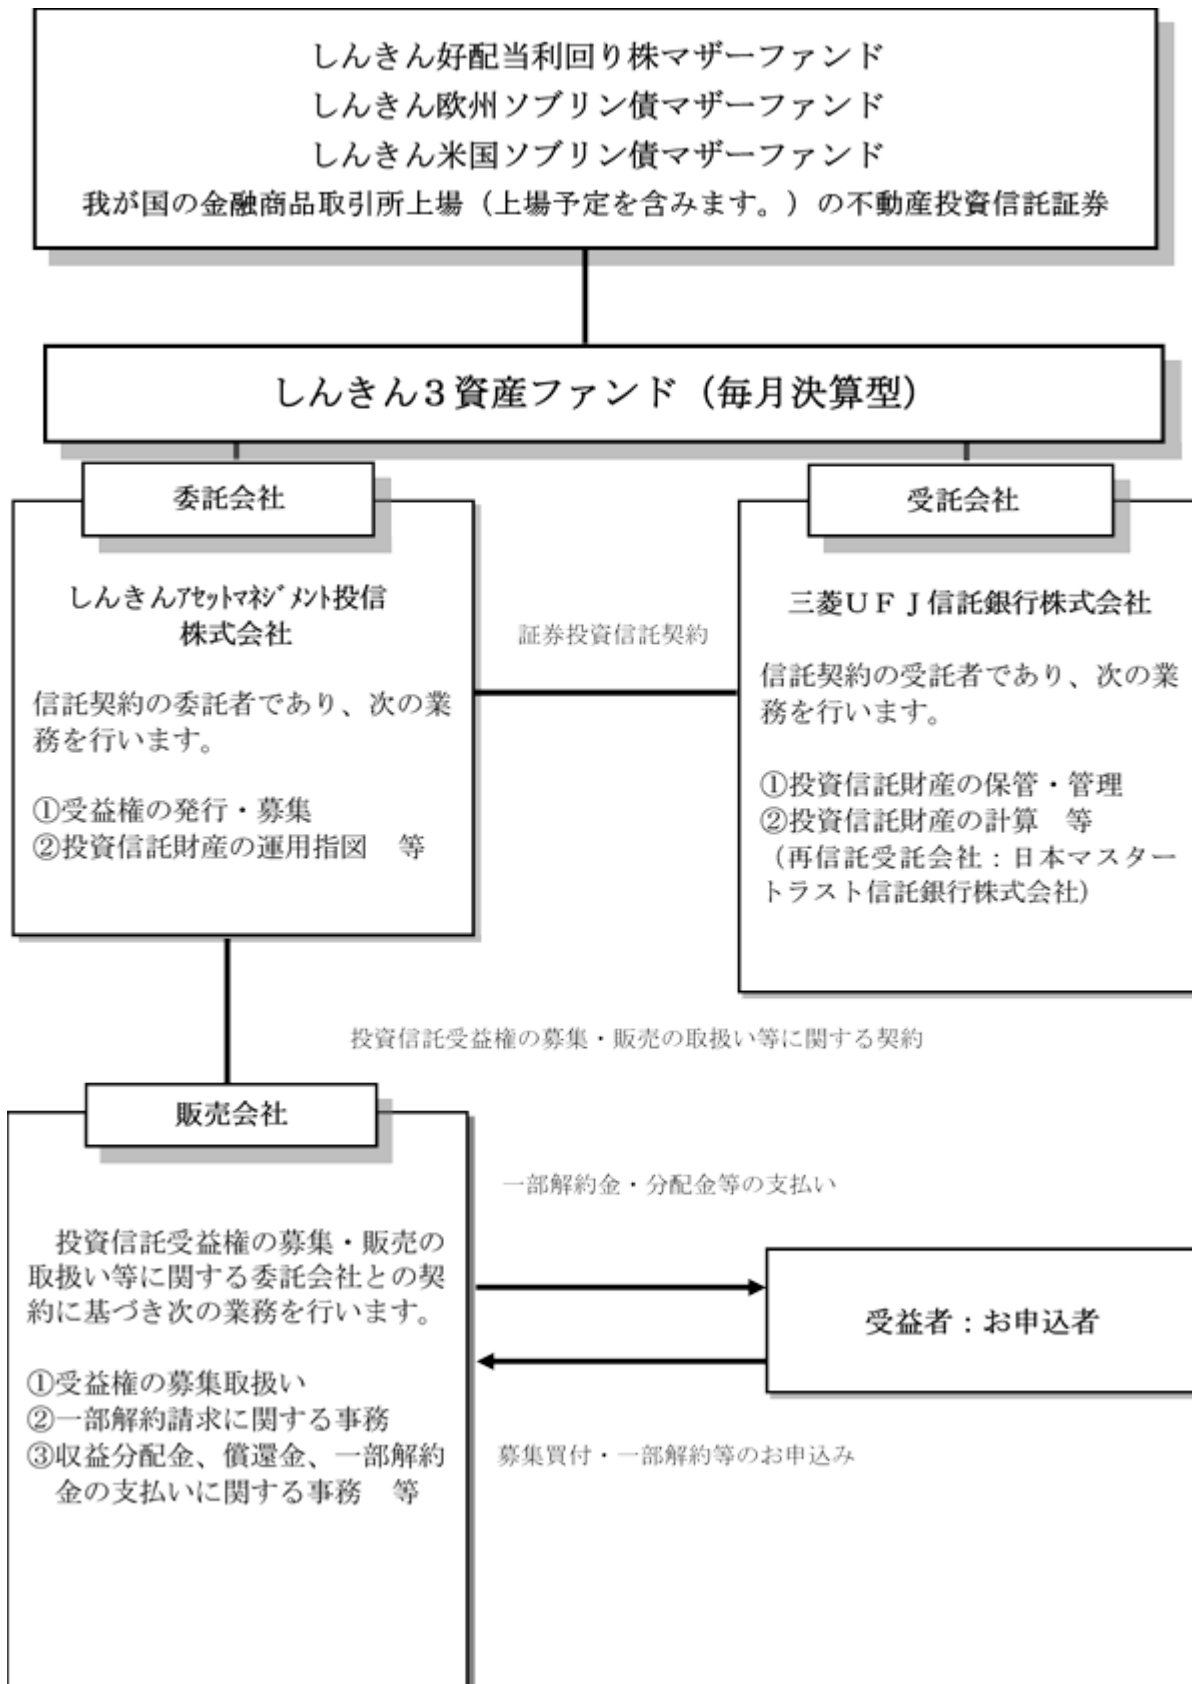 しんきん好配当利回り株マザーファンド
しんきん欧州ソブリン債マザーファンド
しんきん米国ソブリン債マザーファンド
我が国の金融商品取引所上場（上場予定を含みます。）の不動産投資信託証券
しんきん３資産ファンド（毎月決算型）
委託会社
しんきんｱｾｯﾄﾏﾈｼﾞﾒﾝﾄ投信
株式会社
信託契約の委託者であり、次の業
務を行います。
①受益権の発行・募集
②投資信託財産の運用指図　等
証券投資信託契約
受託会社
三菱ＵＦＪ信託銀行株式会社
信託契約の受託者であり、次の業
務を行います。
①投資信託財産の保管・管理
②投資信託財産の計算　等
（再信託受託会社：日本マスター
トラスト信託銀行株式会社）
投資信託受益権の募集・販売の取扱い等に関する契約
販売会社
投資信託受益権の募集・販売の
取扱い等に関する委託会社との契
約に基づき次の業務を行います。
①受益権の募集取扱い
②一部解約請求に関する事務
③収益分配金、償還金、一部解約
金の支払いに関する事務　等
一部解約金・分配金等の支払い
受益者：お申込者
募集買付・一部解約等のお申込み